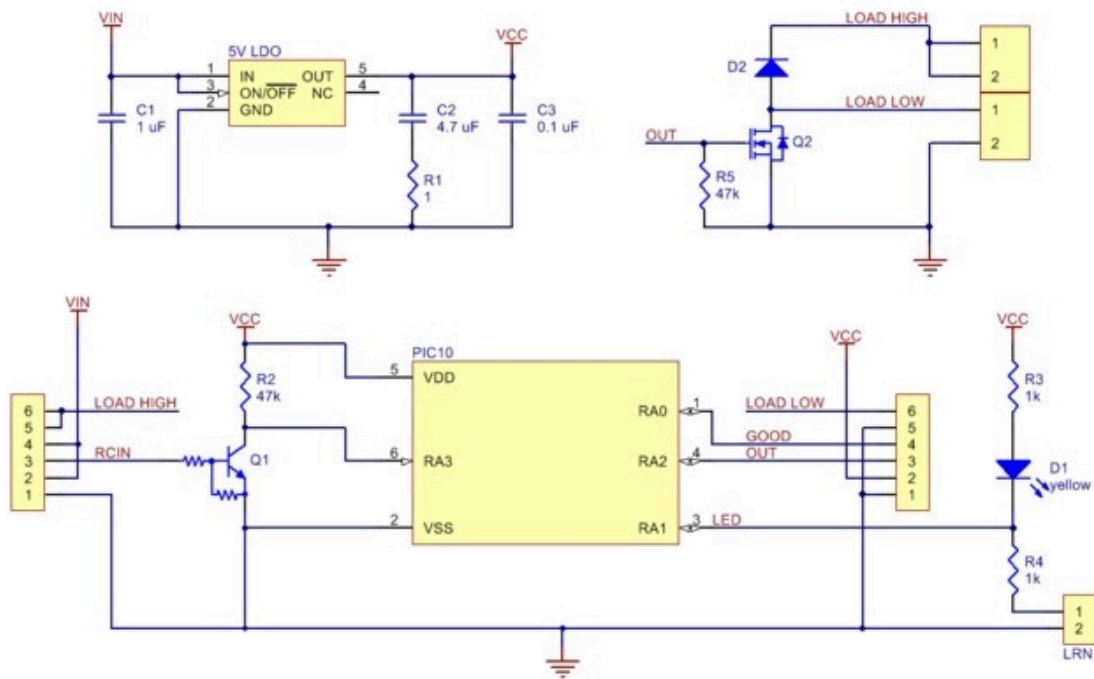 VIN
5V LDO
VCC
1 IN OUT 5
3 ON/OFF NC 4
2 GND
C1
1 uF
C2
4.7 uF
C3
0.1 uF
R1
1
LOAD HIGH
1
2
D2
LOAD LOW
1
2
OUT
Q2
R5
47k
VIN
VCC
R2
47k
PIC10
5 VDD
6 RA3
2 VSS
RA0 1
RA2 4
RA1 3
6 LOAD HIGH
5
4
3 RCIN
2
1
Q1
VCC
LOAD LOW 6
5
GOOD 4
OUT 3
2
1
LED
VCC
R3
1k
D1
yellow
R4
1k
1
2
LRN